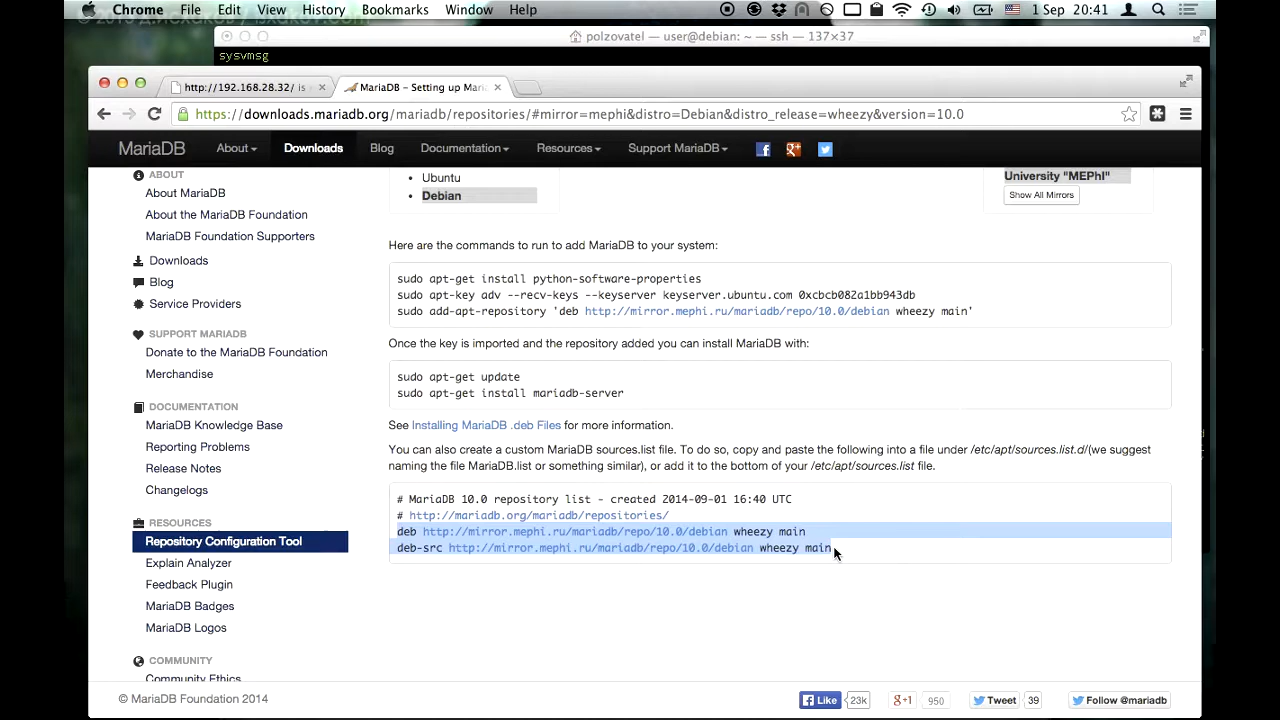 Chrome File Edit View History Bookmarks Window Help 1 Sep 20:41
polzovatel — user@debian: ~ — ssh — 137×37
sysvmsg
http://192.168.28.32/ is
MariaDB – Setting up Mari
https://downloads.mariadb.org/mariadb/repositories/#mirror=mephi&distro=Debian&distro_release=wheezy&version=10.0
MariaDB About Downloads Blog Documentation Resources Support MariaDB
ABOUT
About MariaDB
About the MariaDB Foundation
MariaDB Foundation Supporters
Downloads
Blog
Service Providers
SUPPORT MARIADB
Donate to the MariaDB Foundation
Merchandise
DOCUMENTATION
MariaDB Knowledge Base
Reporting Problems
Release Notes
Changelogs
RESOURCES
Repository Configuration Tool
Explain Analyzer
Feedback Plugin
MariaDB Badges
MariaDB Logos
COMMUNITY
Community Ethics
Ubuntu
Debian
University "MEPhI"
Show All Mirrors
Here are the commands to run to add MariaDB to your system:
sudo apt-get install python-software-properties
sudo apt-key adv --recv-keys --keyserver keyserver.ubuntu.com 0xcbcb082a1bb943db
sudo add-apt-repository 'deb http://mirror.mephi.ru/mariadb/repo/10.0/debian wheezy main'
Once the key is imported and the repository added you can install MariaDB with:
sudo apt-get update
sudo apt-get install mariadb-server
See Installing MariaDB .deb Files for more information.
You can also create a custom MariaDB sources.list file. To do so, copy and paste the following into a file under /etc/apt/sources.list.d/(we suggest
naming the file MariaDB.list or something similar), or add it to the bottom of your /etc/apt/sources.list file.
# MariaDB 10.0 repository list - created 2014-09-01 16:40 UTC
# http://mariadb.org/mariadb/repositories/
deb http://mirror.mephi.ru/mariadb/repo/10.0/debian wheezy main
deb-src http://mirror.mephi.ru/mariadb/repo/10.0/debian wheezy main
© MariaDB Foundation 2014
Like 23k +1 950 Tweet 39 Follow @mariadb